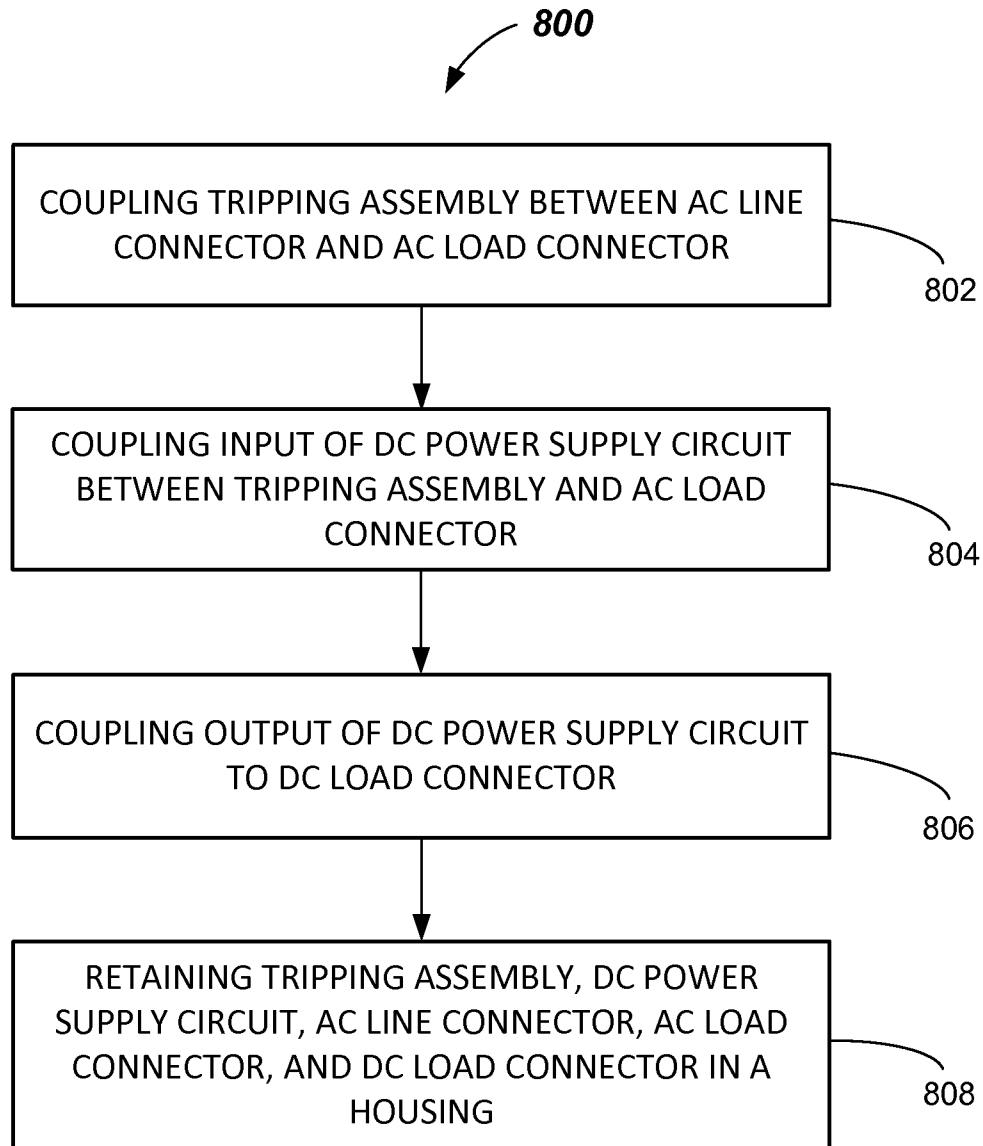 800
COUPLING TRIPPING ASSEMBLY BETWEEN AC LINE
CONNECTOR AND AC LOAD CONNECTOR
802
COUPLING INPUT OF DC POWER SUPPLY CIRCUIT
BETWEEN TRIPPING ASSEMBLY AND AC LOAD
CONNECTOR
804
COUPLING OUTPUT OF DC POWER SUPPLY CIRCUIT
TO DC LOAD CONNECTOR
806
RETAINING TRIPPING ASSEMBLY, DC POWER
SUPPLY CIRCUIT, AC LINE CONNECTOR, AC LOAD
CONNECTOR, AND DC LOAD CONNECTOR IN A
HOUSING
808